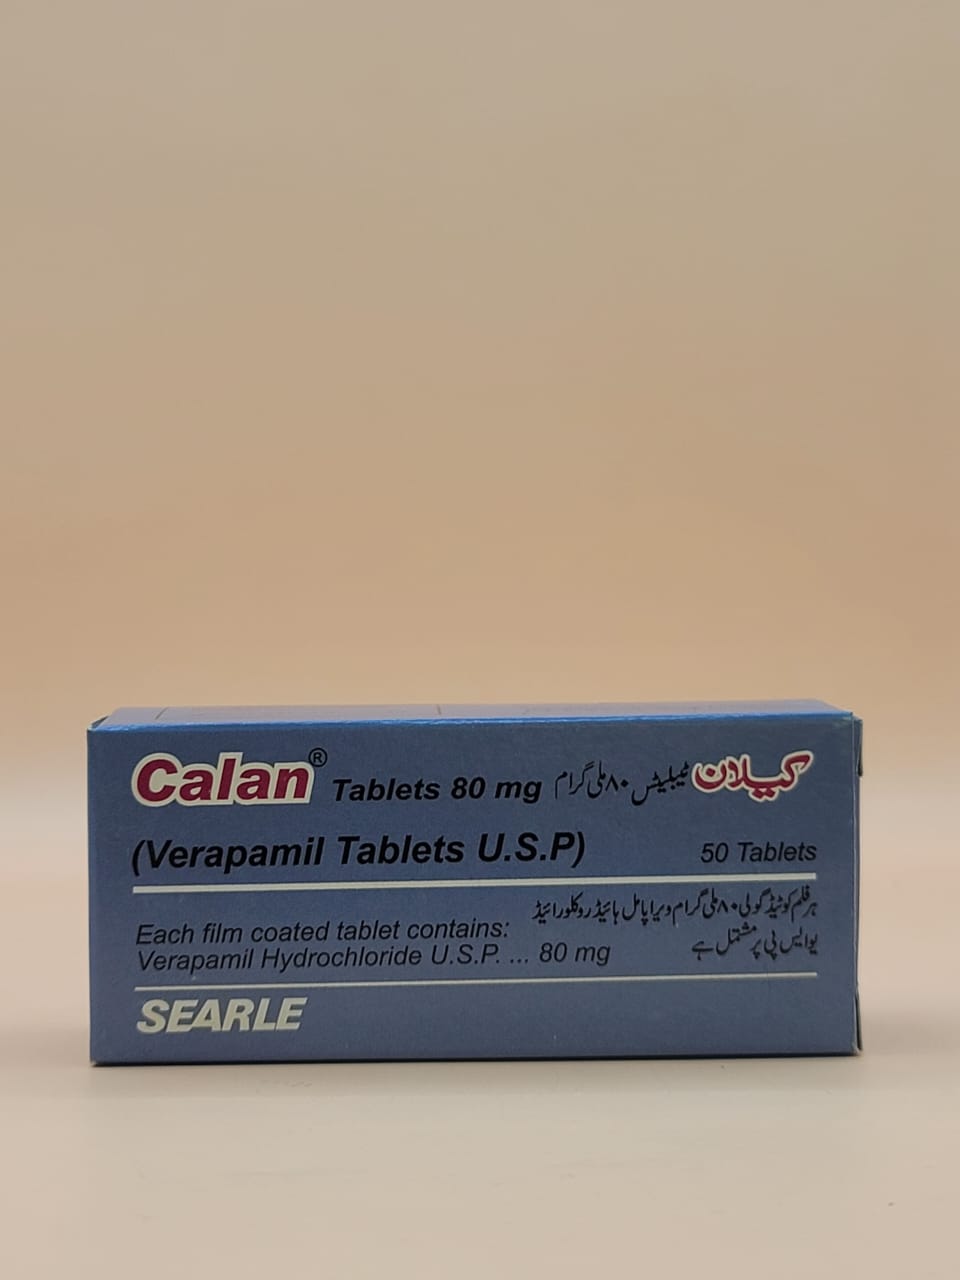 Calan® Tablets 80 mg کیلان ٹیبلیٹس ۸۰ ملی گرام
(Verapamil Tablets U.S.P) 50 Tablets
ہر فلم کوٹیڈ گولی ۸۰ ملی گرام ویراپامل ہائیڈروکلورائیڈ
یو ایس پی پر مشتمل ہے
Each film coated tablet contains:
Verapamil Hydrochloride U.S.P. ... 80 mg
SEARLE